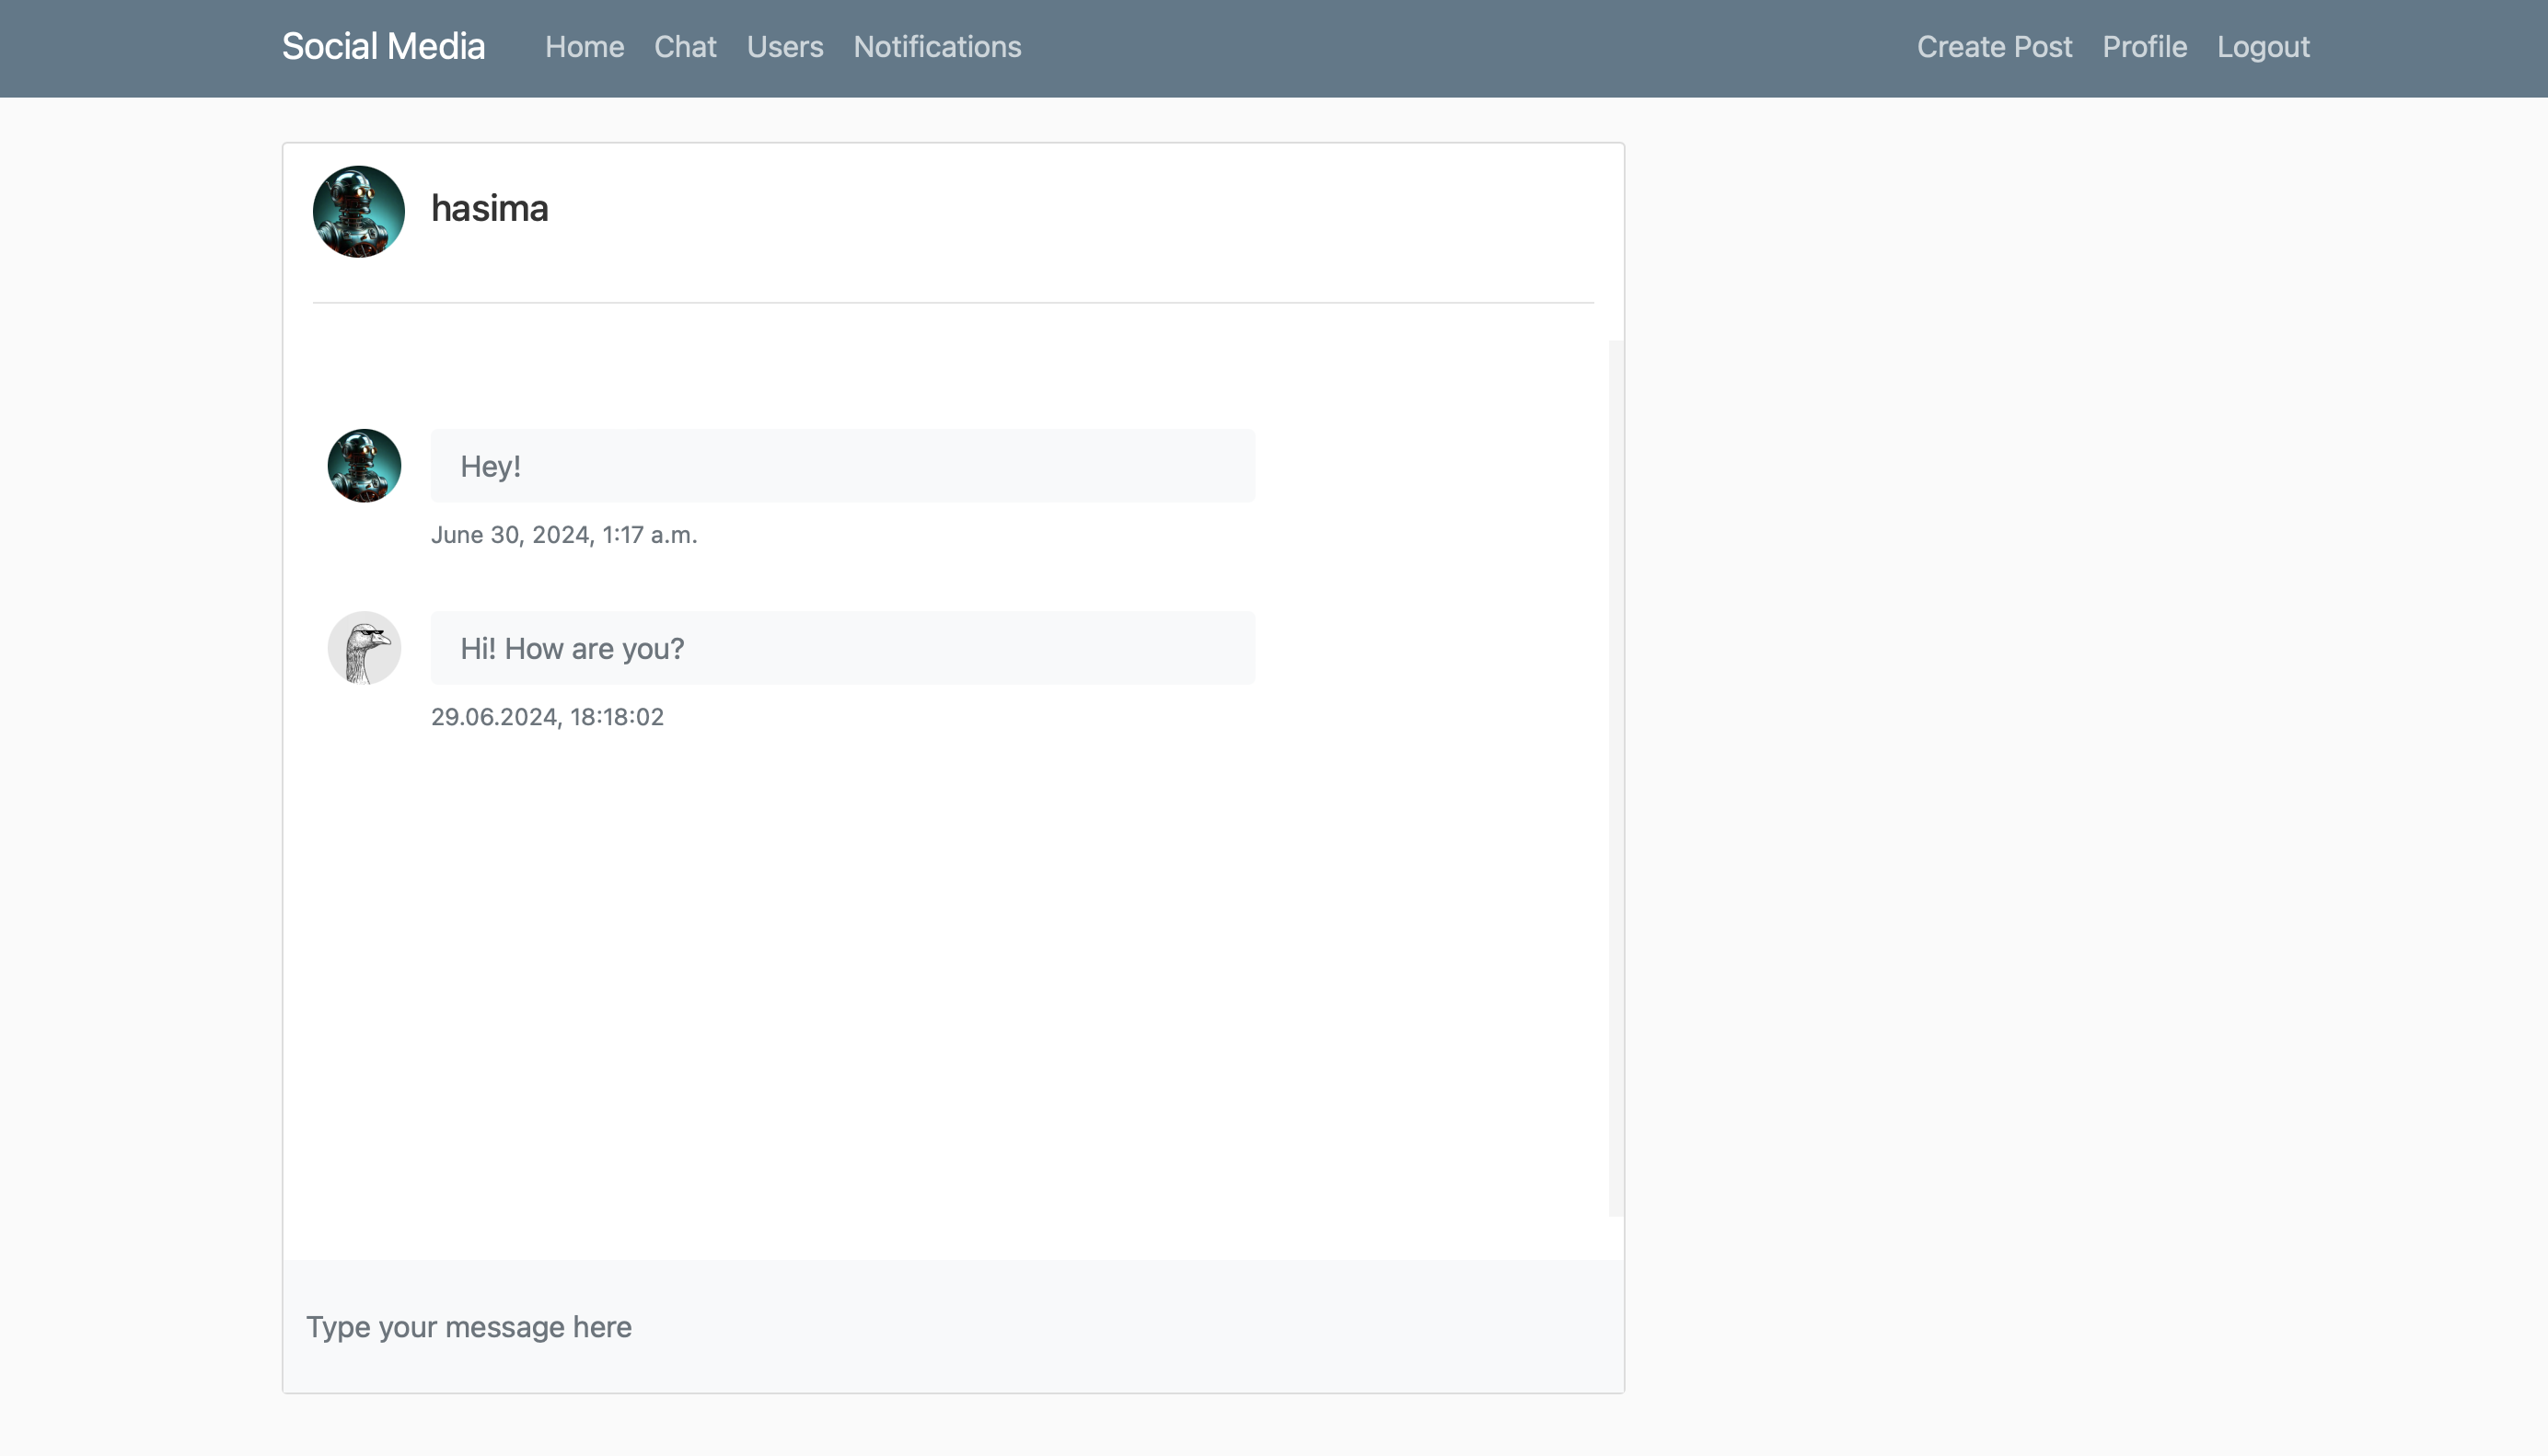 Social Media Home Chat Users Notifications Create Post Profile Logout
hasima
Hey!
June 30, 2024, 1:17 a.m.
Hi! How are you?
29.06.2024, 18:18:02
Type your message here